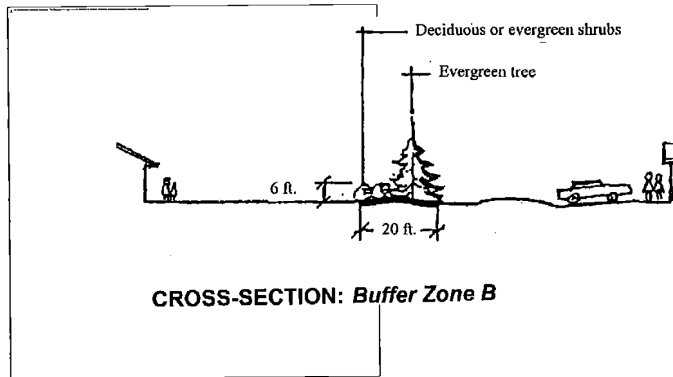 Deciduous or evergreen shrubs
Evergreen tree
6 ft.
20 ft.
CROSS-SECTION: Buffer Zone B